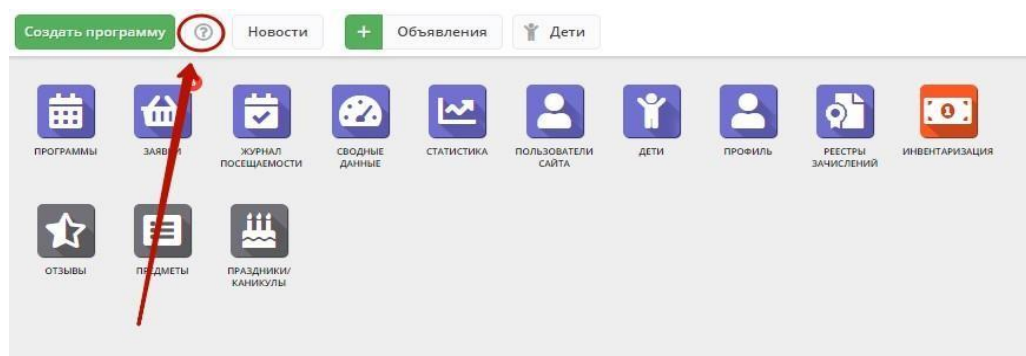 Создать программу ? Новости + Объявления Дети
ПРОГРАММЫ
ЗАЯВКИ
ЖУРНАЛ
ПОСЕЩАЕМОСТИ
СВОДНЫЕ
ДАННЫЕ
СТАТИСТИКА
ПОЛЬЗОВАТЕЛИ
САЙТА
ДЕТИ
ПРОФИЛЬ
РЕЕСТРЫ
ЗАЧИСЛЕНИЙ
1
ИНВЕНТАРИЗАЦИЯ
ОТЗЫВЫ
ПРЕДМЕТЫ
ПРАЗДНИКИ/
КАНИКУЛЫ